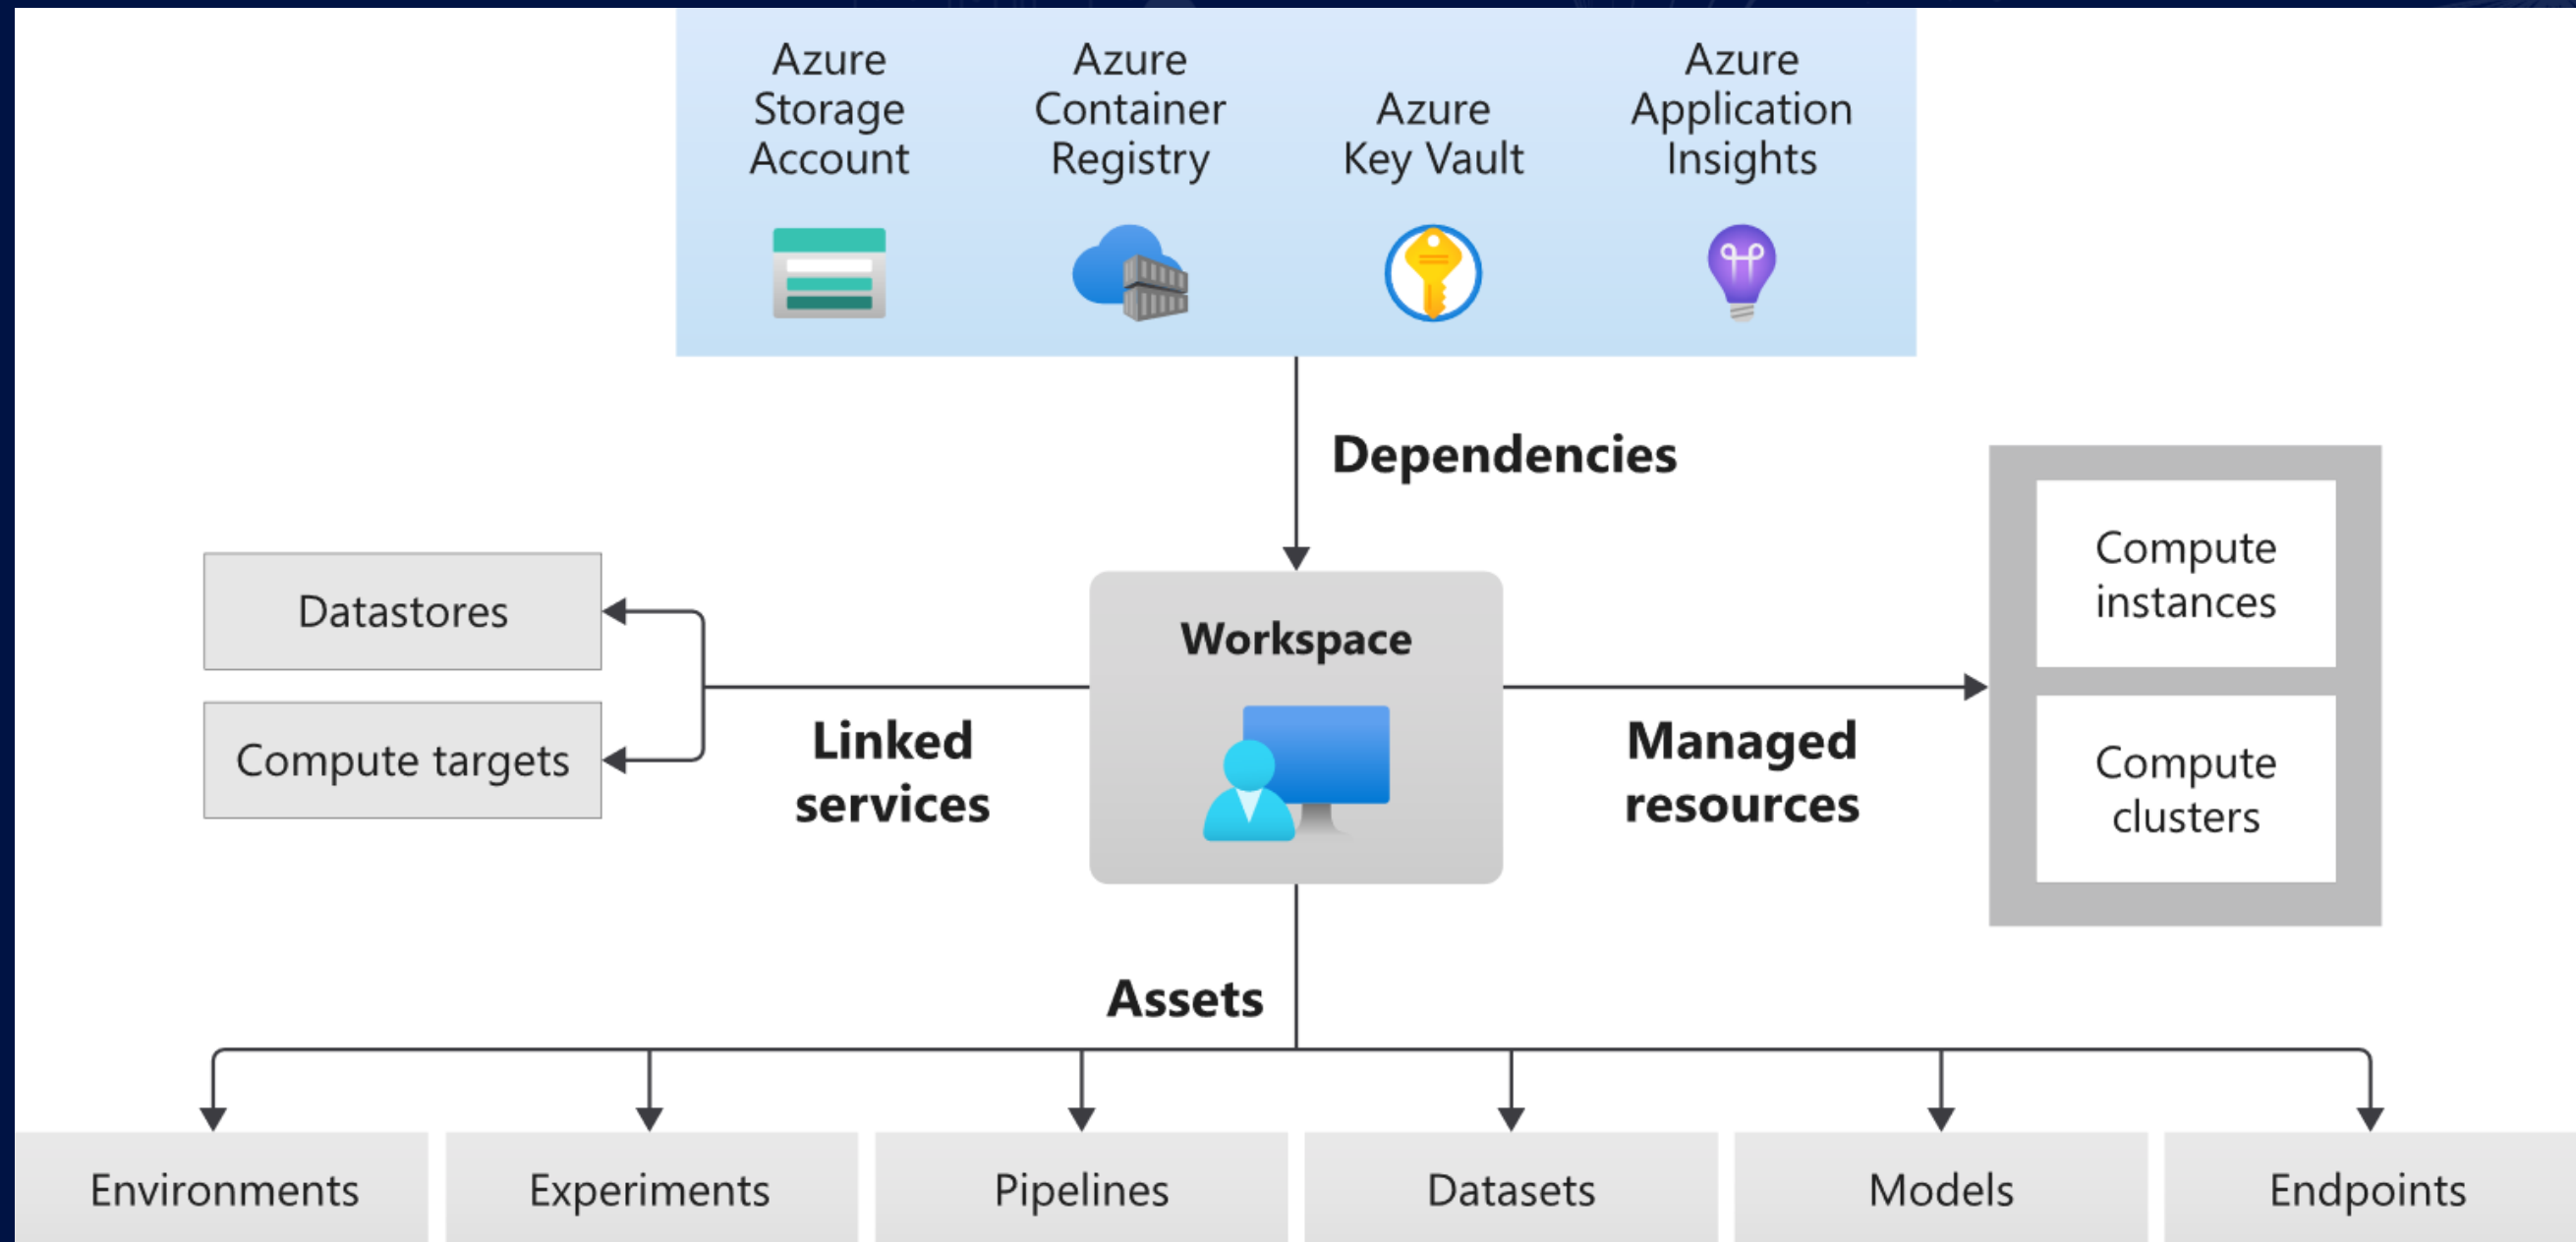 Azure
Storage
Account
Azure
Container
Registry
Azure
Key Vault
Azure
Application
Insights
Dependencies
Datastores
Compute targets
Linked
services
Workspace
Managed
resources
Compute
instances
Compute
clusters
Assets
Environments
Experiments
Pipelines
Datasets
Models
Endpoints